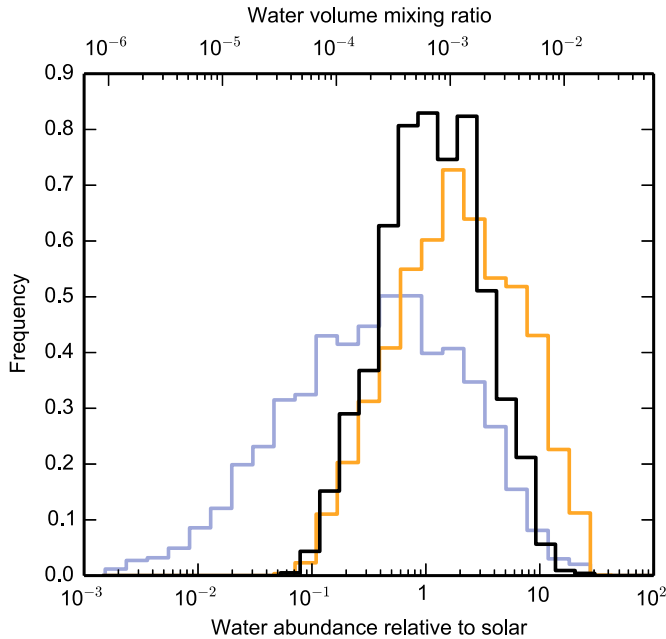 Water volume mixing ratio
10⁻⁶ 10⁻⁵ 10⁻⁴ 10⁻³ 10⁻²
0.9
0.8
0.7
0.6
0.5
0.4
0.3
0.2
0.1
0.0
Frequency
10⁻³ 10⁻² 10⁻¹ 1 10 10²
Water abundance relative to solar